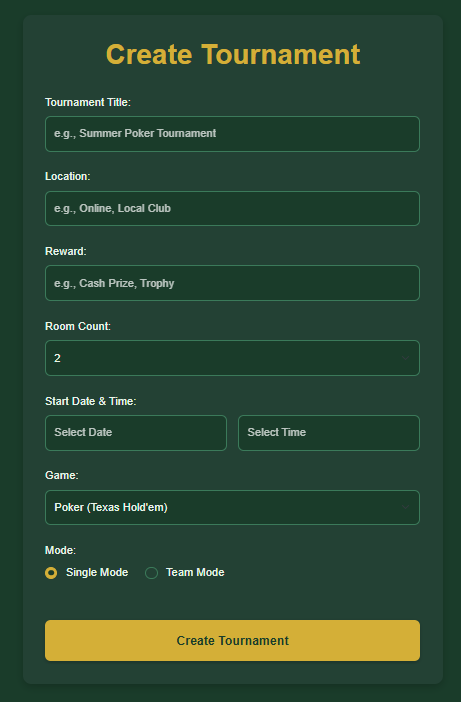 Create Tournament
Tournament Title:
e.g., Summer Poker Tournament
Location:
e.g., Online, Local Club
Reward:
e.g., Cash Prize, Trophy
Room Count:
2
Start Date & Time:
Select Date Select Time
Game:
Poker (Texas Hold'em)
Mode:
Single Mode Team Mode
Create Tournament